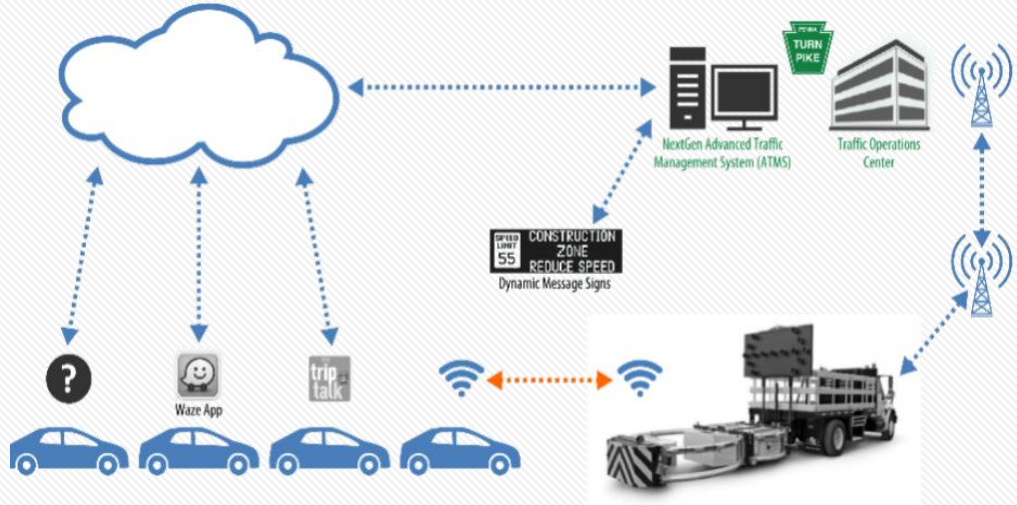 PENNA
TURN
PIKE
NextGen Advanced Traffic
Management System (ATMS)
Traffic Operations
Center
SPEED
LIMIT
55
CONSTRUCTION
ZONE
REDUCE SPEED
Dynamic Message Signs
?
trip
talk
Waze App